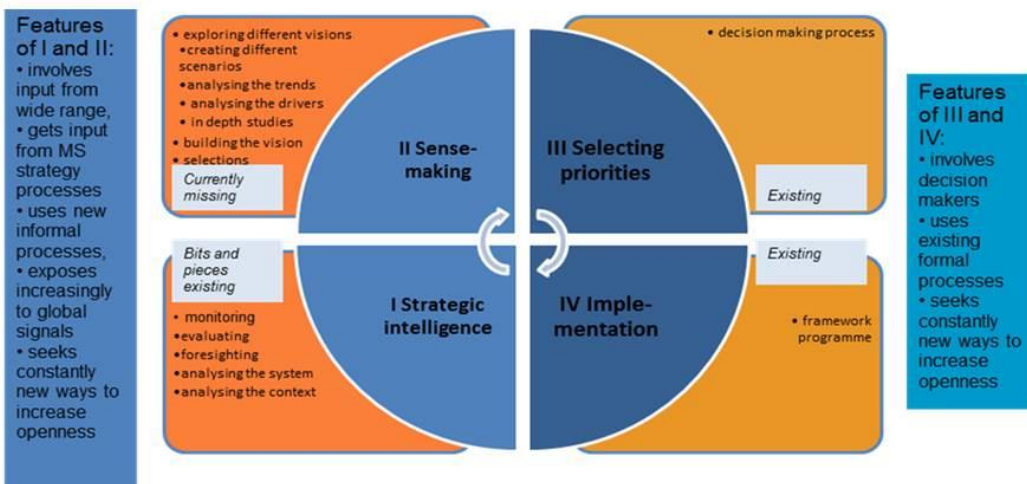 Features
of I and II:
• involves
input from
wide range,
• gets input
from MS
strategy
processes
• uses new
informal
processes,
• exposes
increasingly
to global
signals
• seeks
constantly
new ways to
increase
openness
• exploring different visions
•creating different
scenarios
•analysing the trends
• analysing the drivers
• in depth studies
• building the vision
• selections
Currently
missing
II Sense-
making
III Selecting
priorities
• decision making process
Existing
Bits and
pieces
existing
• monitoring
•evaluating
•foresighting
•analysing the system
•analysing the context
I Strategic
intelligence
IV Imple-
mentation
Existing
• framework
programme
Features
of III and
IV:
• involves
decision
makers
• uses
existing
formal
processes
• seeks
constantly
new ways to
increase
openness